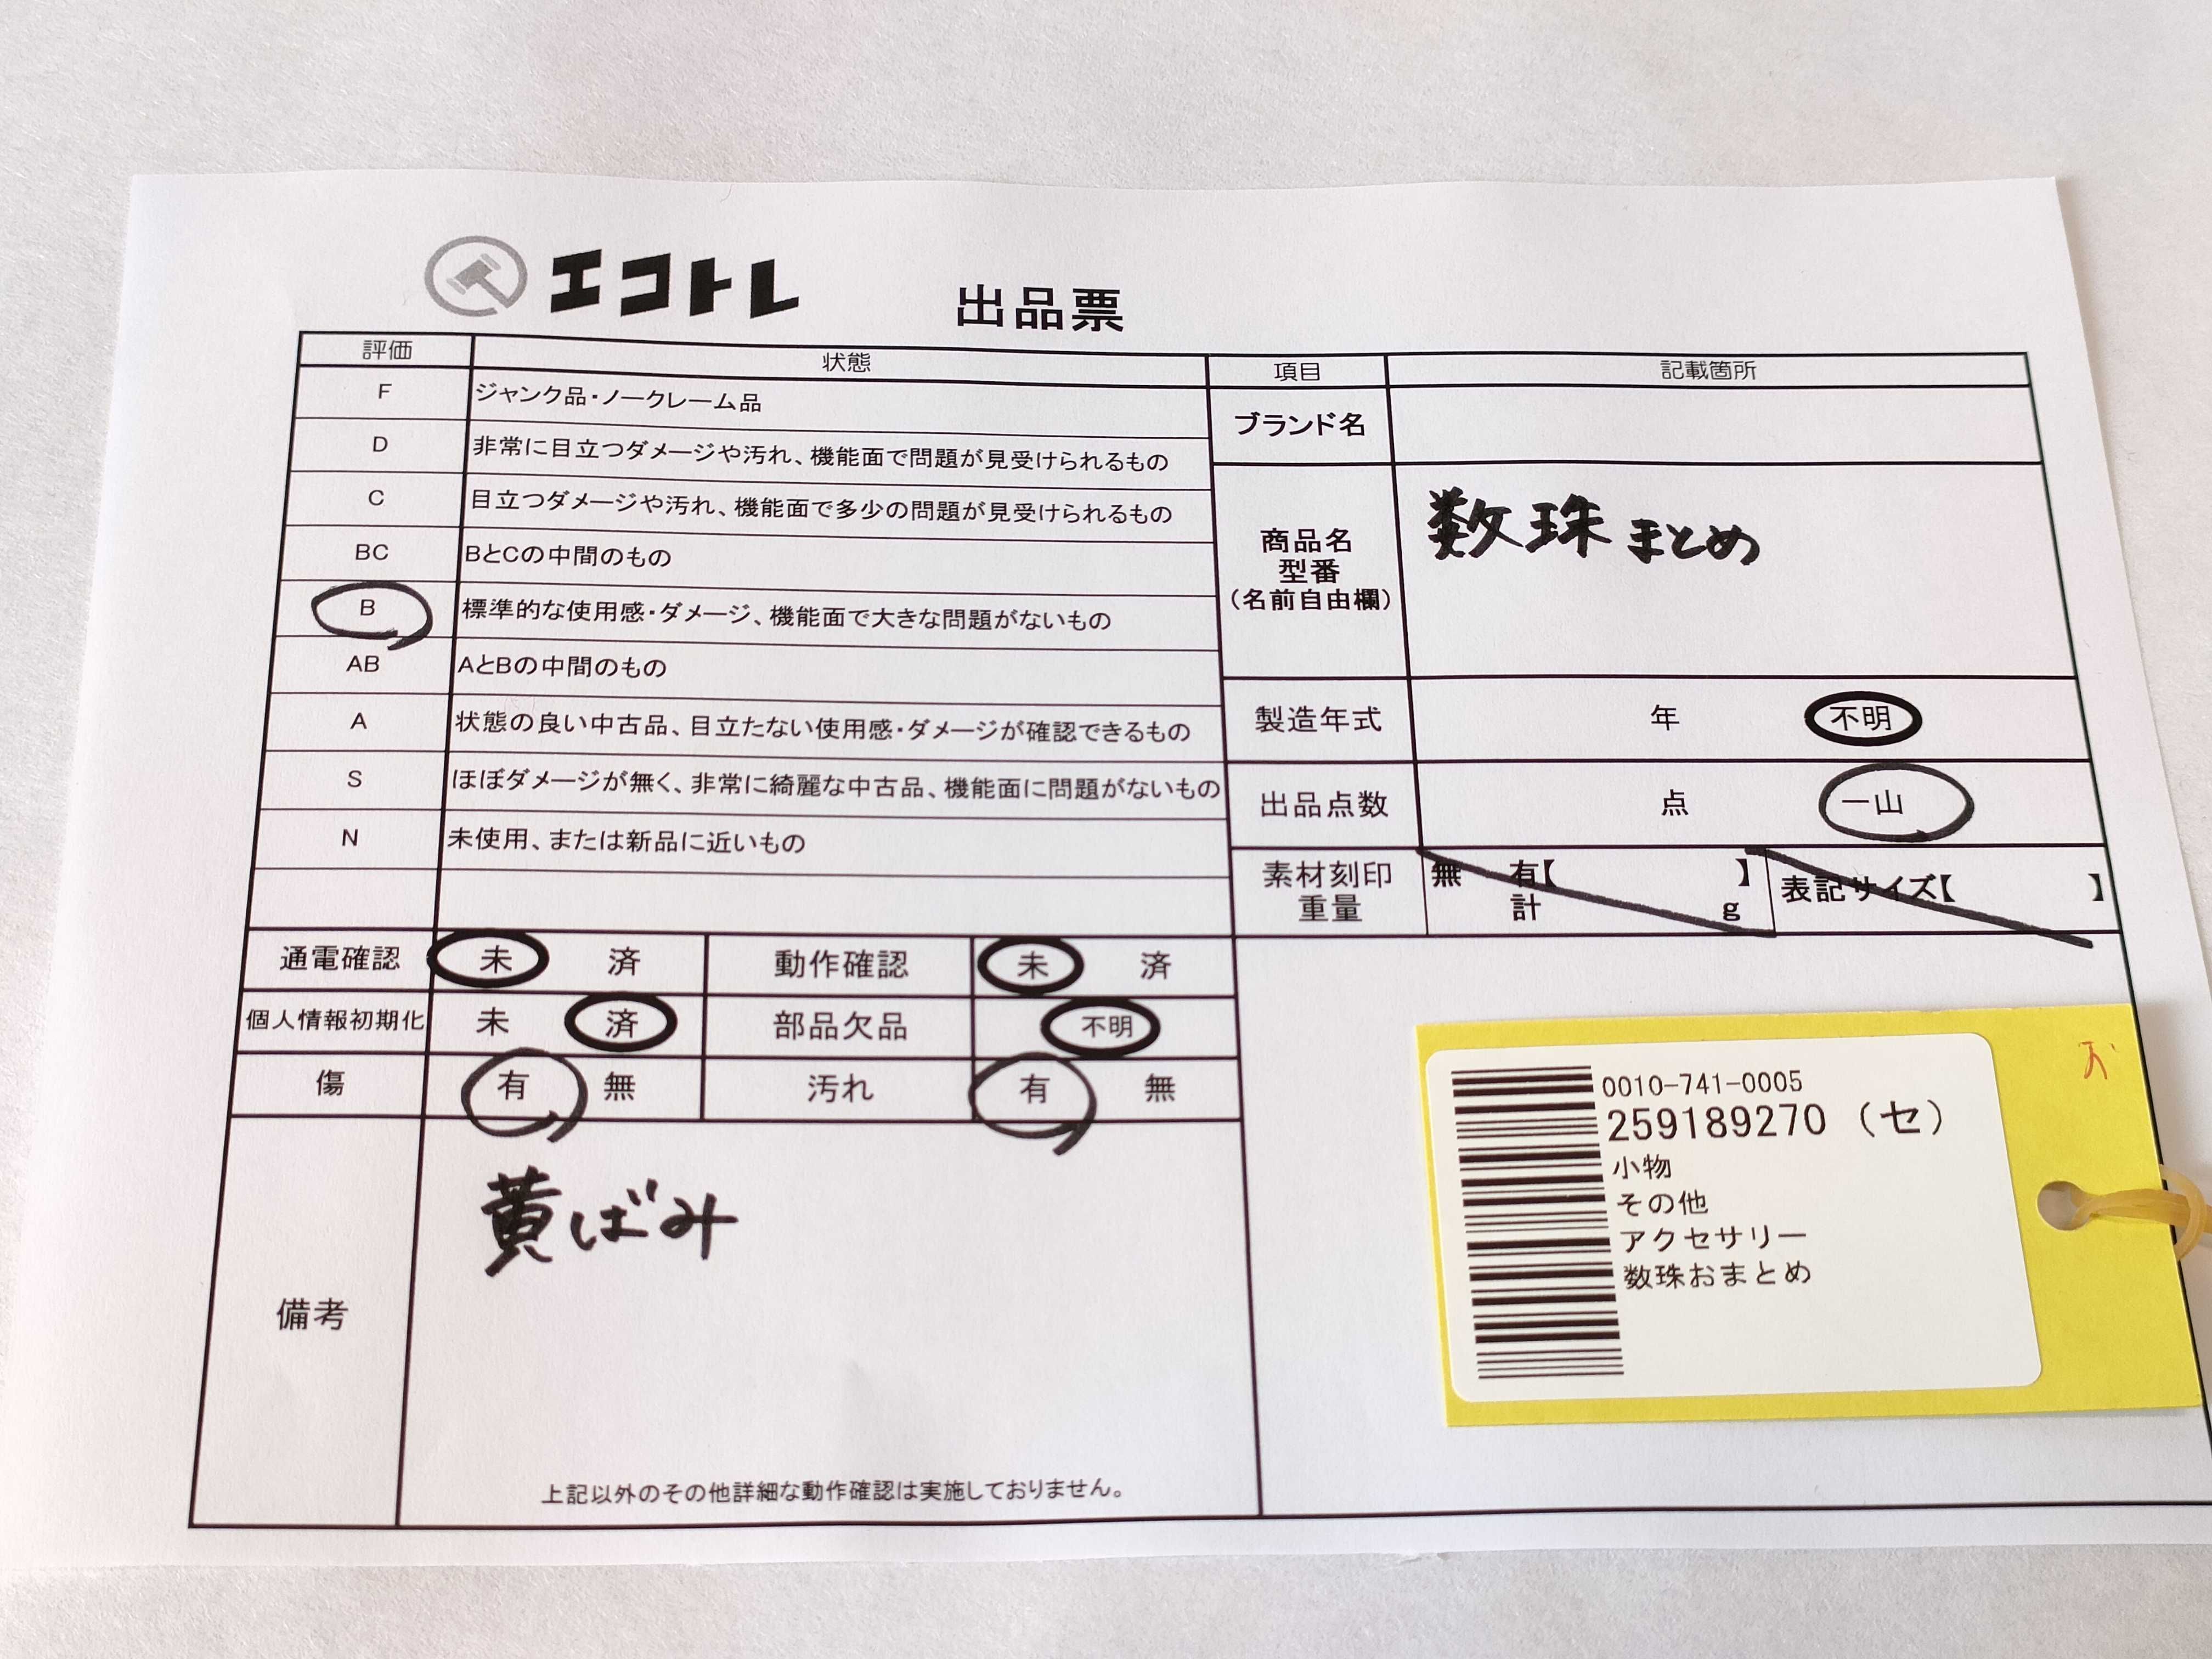 エコトレ 出品票
評価 状態
F ジャンク品・ノークレーム品
D 非常に目立つダメージや汚れ、機能面で問題が見受けられるもの
C 目立つダメージや汚れ、機能面で多少の問題が見受けられるもの
BC BとCの中間のもの
B 標準的な使用感・ダメージ、機能面で大きな問題がないもの
AB AとBの中間のもの
A 状態の良い中古品、目立たない使用感・ダメージが確認できるもの
S ほぼダメージが無く、非常に綺麗な中古品、機能面に問題がないもの
N 未使用、または新品に近いもの
項目 記載箇所
ブランド名
商品名
型番
(名前自由欄)
数珠まとめ
製造年式 年 不明
出品点数 点 一山
素材刻印
重量
無 有【 】
計 g
表記サイズ【 】
通電確認 未 済 動作確認 未 済
個人情報初期化 未 済 部品欠品 不明
傷 有 無 汚れ 有 無
備考
黄ばみ
上記以外のその他詳細な動作確認は実施しておりません。
お
0010-741-0005
259189270 (セ)
小物
その他
アクセサリー
数珠おまとめ